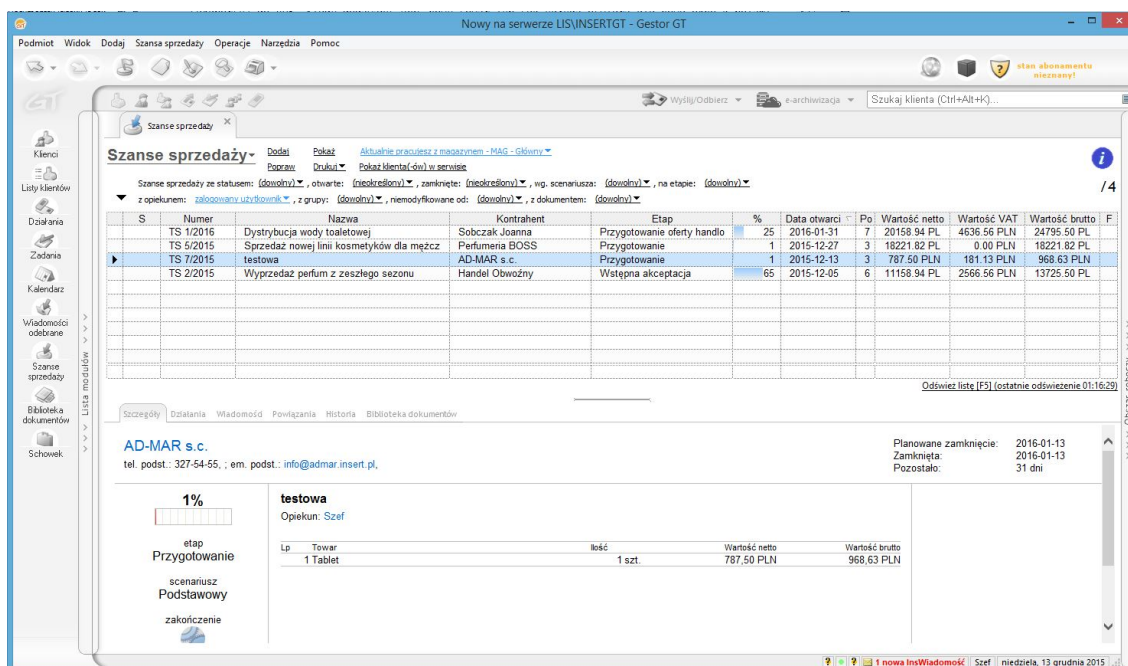 Nowy na serwerze LIS\INSERTGT - Gestor GT
Podmiot Widok Dodaj Szansa sprzedaży Operacje Narzędzia Pomoc
stan abonamentu
nieznany!
GT
Wyślij/Odbierz e-archiwizacja Szukaj klienta (Ctrl+Alt+K)...
Szanse sprzedaży
Klienci
Listy klientów
Działania
Zadania
Kalendarz
Wiadomości
odebrane
Szanse
sprzedaży
Biblioteka
dokumentów
Schowek
Lista modułów
Szanse sprzedaży
Dodaj Pokaż Aktualnie pracujesz z magazynem - MAG - Główny
Popraw Drukuj Pokaż klienta(-ów) w serwisie
/4
Szanse sprzedaży ze statusem: (dowolny) , otwarte: (nieokreślony) , zamknięte: (nieokreślony) , wg. scenariusza: (dowolny) , na etapie: (dowolny)
z opiekunem: zalogowany użytkownik , z grupy: (dowolny) , niemodyfikowane od: (dowolny) , z dokumentem: (dowolny)
S Numer Nazwa Kontrahent Etap % Data otwarci Po Wartość netto Wartość VAT Wartość brutto F
TS 1/2016 Dystrybucja wody toaletowej Sobczak Joanna Przygotowanie oferty handlo 25 2016-01-31 7 20158.94 PL 4636.56 PLN 24795.50 PL
TS 5/2015 Sprzedaż nowej linii kosmetyków dla mężcz Perfumeria BOSS Przygotowanie 1 2015-12-27 3 18221.82 PL 0.00 PLN 18221.82 PL
TS 7/2015 testowa AD-MAR s.c. Przygotowanie 1 2015-12-13 3 787.50 PLN 181.13 PLN 968.63 PLN
TS 2/2015 Wyprzedaż perfum z zeszłego sezonu Handel Obwoźny Wstępna akceptacja 65 2015-12-05 6 11158.94 PL 2566.56 PLN 13725.50 PL
Odśwież listę [F5] (ostatnie odświeżenie 01:16:29)
Obszar roboczy
Szczegóły Działania Wiadomości Powiązania Historia Biblioteka dokumentów
AD-MAR s.c.
tel. podst.: 327-54-55, ; em. podst.: info@admar.insert.pl,
Planowane zamknięcie: 2016-01-13
Zamknięta: 2016-01-13
Pozostało: 31 dni
1%
etap
Przygotowanie
scenariusz
Podstawowy
zakończenie
testowa
Opiekun: Szef
Lp Towar Ilość Wartość netto Wartość brutto
1 Tablet 1 szt. 787,50 PLN 968,63 PLN
1 nowa InsWiadomość Szef niedziela, 13 grudnia 2015